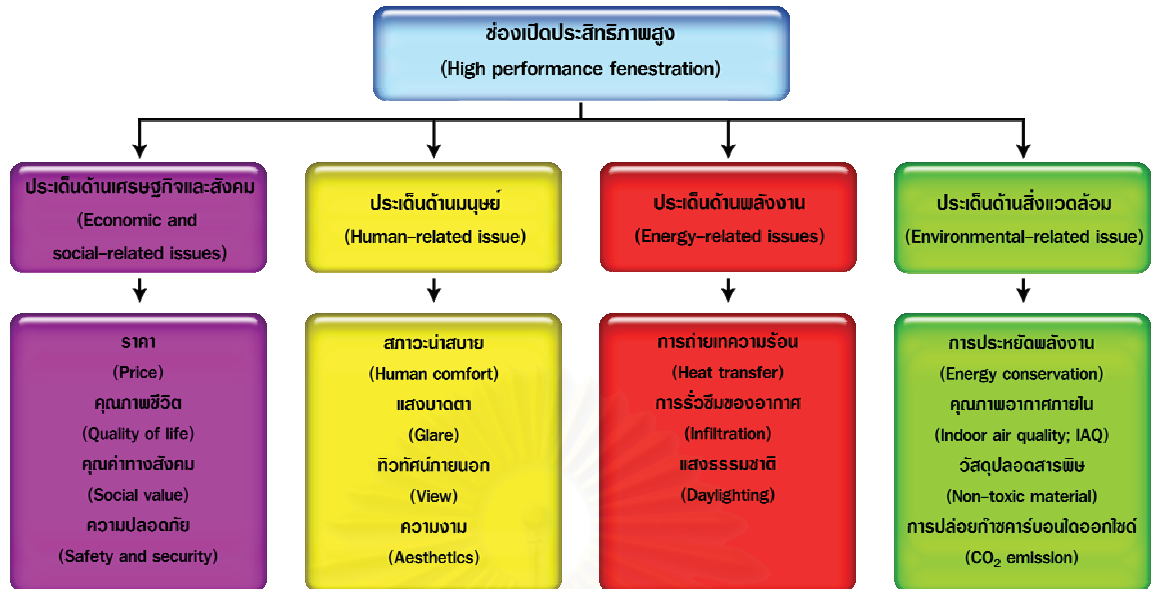 ช่องเปิดประสิทธิภาพสูง
(High performance fenestration)
ประเด็นด้านเศรษฐกิจและสังคม
(Economic and
social-related issues)
ประเด็นด้านมนุษย์
(Human-related issue)
ประเด็นด้านพลังงาน
(Energy-related issues)
ประเด็นด้านสิ่งแวดล้อม
(Environmental-related issue)
ราคา
(Price)
คุณภาพชีวิต
(Quality of life)
คุณค่าทางสังคม
(Social value)
ความปลอดภัย
(Safety and security)
สภาวะน่าสบาย
(Human comfort)
แสงบาดตา
(Glare)
ทิวทัศน์ภายนอก
(View)
ความงาม
(Aesthetics)
การถ่ายเทความร้อน
(Heat transfer)
การรั่วซึมของอากาศ
(Infiltration)
แสงธรรมชาติ
(Daylighting)
การประหยัดพลังงาน
(Energy conservation)
คุณภาพอากาศภายใน
(Indoor air quality; IAQ)
วัสดุปลอดสารพิษ
(Non-toxic material)
การปล่อยก๊าซคาร์บอนไดออกไซด์
(CO₂ emission)